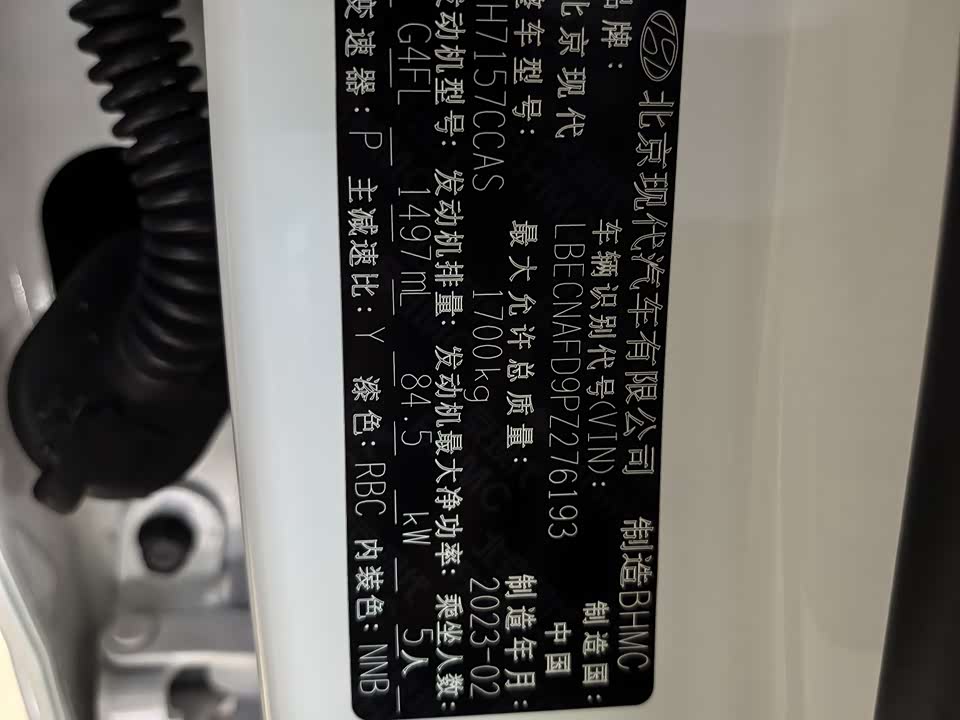 北京现代汽车有限公司 制造BHMC
品牌: 车辆识别代号(VIN): 制造国:
北京现代 LBECNAFD9PZ276193 中国
整车型号: 最大允许总质量: 制造年月:
H7157CCAS 1700kg 2023-02
发动机型号: 发动机排量: 发动机最大净功率: 乘坐人数:
G4FL 1497mL 84.5 kW 5人
变速器: P 主减速比: Y 漆色: RBC 内装色: NNB